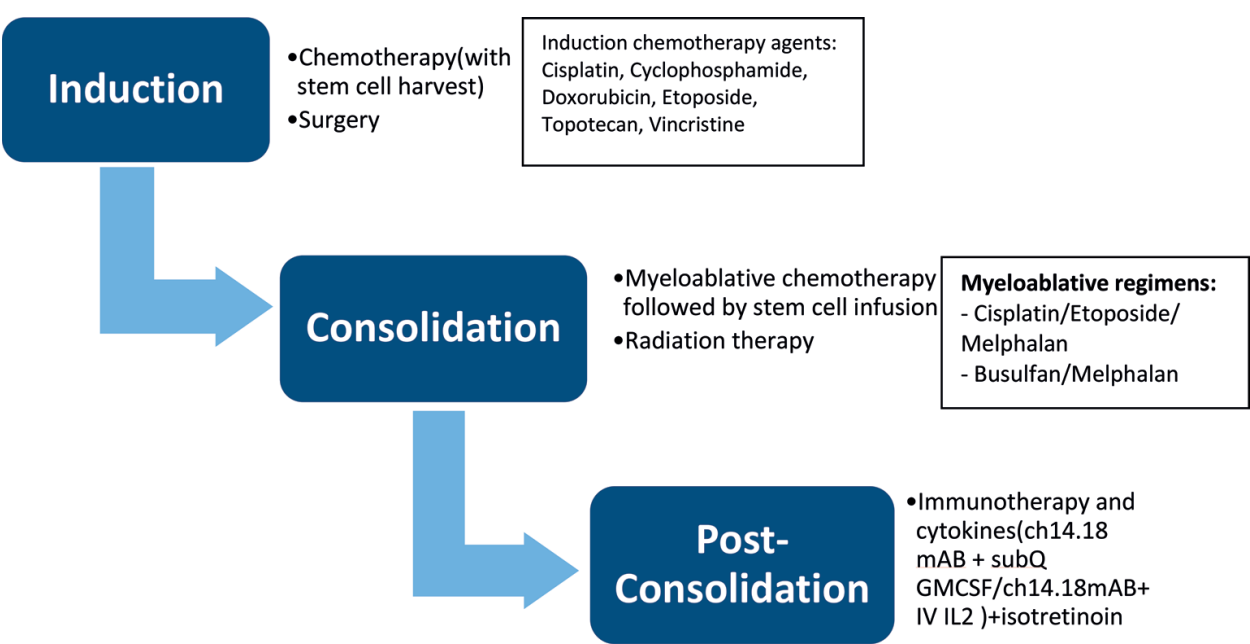 Induction
•Chemotherapy(with
stem cell harvest)
•Surgery
Induction chemotherapy agents:
Cisplatin, Cyclophosphamide,
Doxorubicin, Etoposide,
Topotecan, Vincristine
Consolidation
•Myeloablative chemotherapy
followed by stem cell infusion
•Radiation therapy
Myeloablative regimens:
- Cisplatin/Etoposide/
Melphalan
- Busulfan/Melphalan
Post-
Consolidation
•Immunotherapy and
cytokines(ch14.18
mAB + subQ
GMCSF/ch14.18mAB+
IV IL2 )+isotretinoin